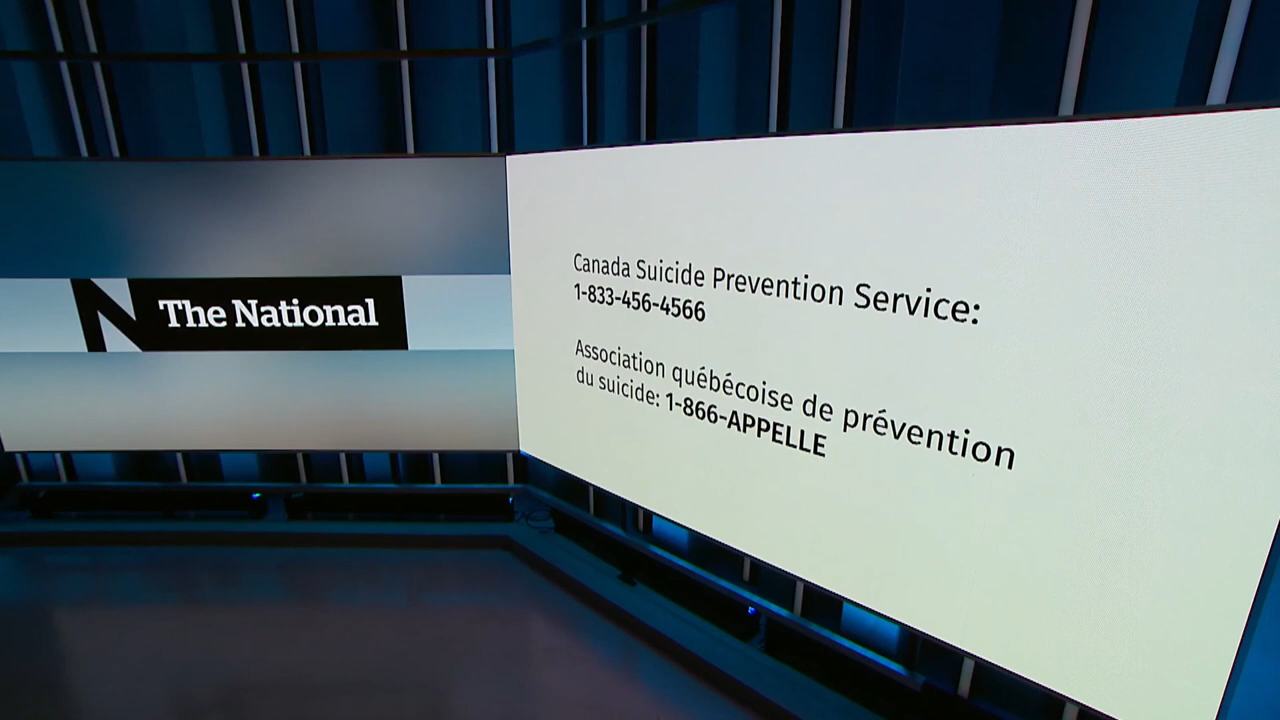 The National
Canada Suicide Prevention Service:
1-833-456-4566
Association québécoise de prévention
du suicide: 1-866-APPELLE